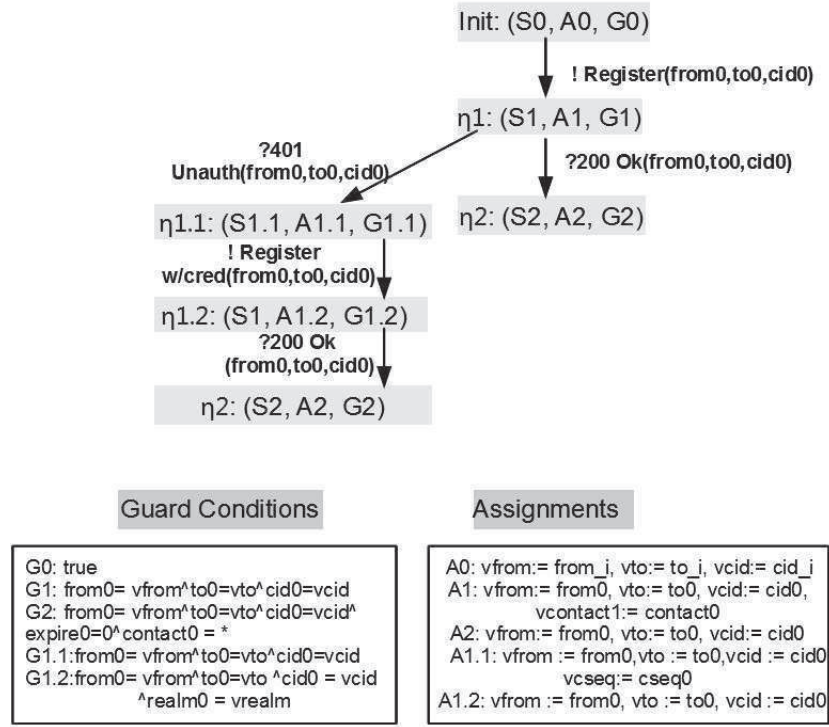 Init: (S0, A0, G0)
! Register(from0,to0,cid0)
η1: (S1, A1, G1)
?401
Unauth(from0,to0,cid0)
?200 Ok(from0,to0,cid0)
η1.1: (S1.1, A1.1, G1.1)
η2: (S2, A2, G2)
! Register
w/cred(from0,to0,cid0)
η1.2: (S1, A1.2, G1.2)
?200 Ok
(from0,to0,cid0)
η2: (S2, A2, G2)
Guard Conditions
G0: true
G1: from0= vfrom^to0=vto^cid0=vcid
G2: from0= vfrom^to0=vto^cid0=vcid^
expire0=0^contact0 = *
G1.1:from0= vfrom^to0=vto^cid0=vcid
G1.2:from0= vfrom^to0=vto ^cid0 = vcid
^realm0 = vrealm
Assignments
A0: vfrom:= from_i, vto:= to_i, vcid:= cid_i
A1: vfrom:= from0, vto:= to0, vcid:= cid0,
vcontact1:= contact0
A2: vfrom:= from0, vto:= to0, vcid:= cid0
A1.1: vfrom := from0,vto := to0,vcid := cid0
vcseq:= cseq0
A1.2: vfrom := from0, vto := to0, vcid := cid0